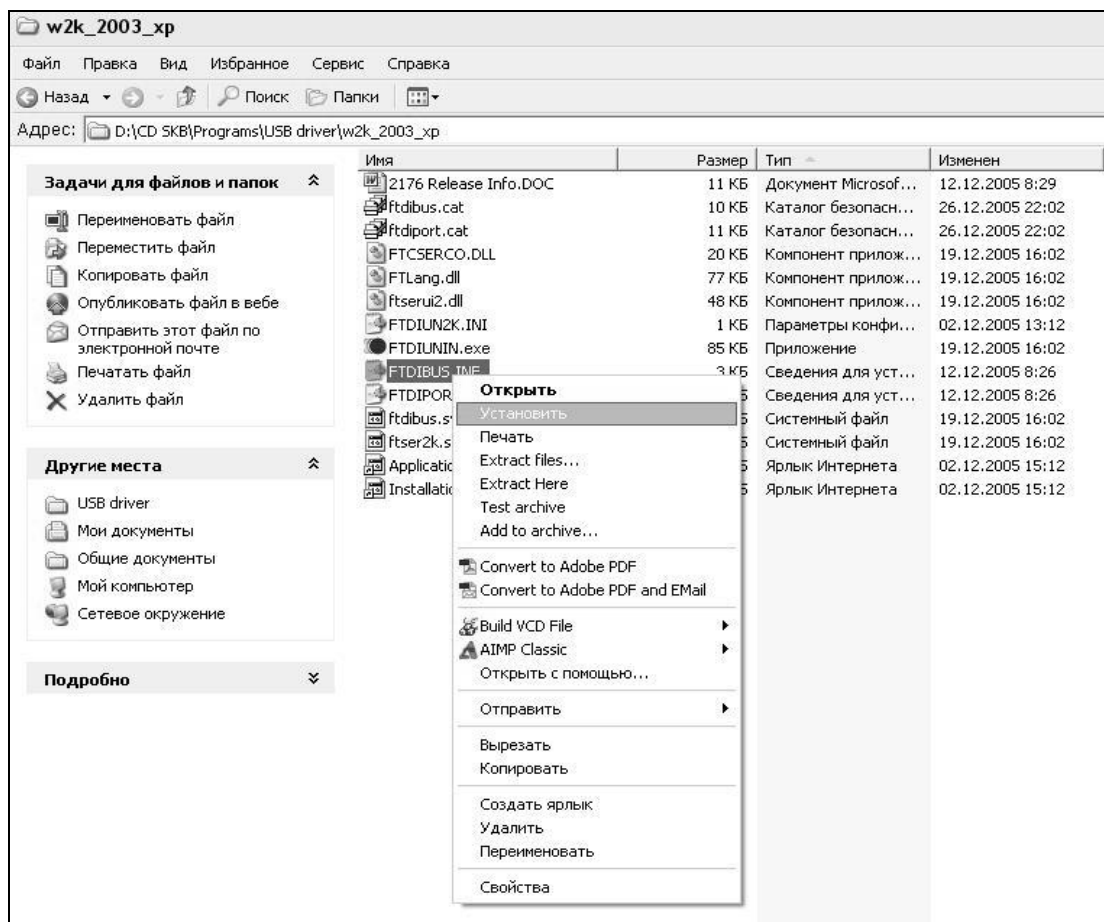 w2k_2003_xp
Файл Правка Вид Избранное Сервис Справка
Назад Поиск Папки
Адрес: D:\CD SKB\Programs\USB driver\w2k_2003_xp
Задачи для файлов и папок
Переименовать файл
Переместить файл
Копировать файл
Опубликовать файл в вебе
Отправить этот файл по
электронной почте
Печатать файл
Удалить файл
Другие места
USB driver
Мои документы
Общие документы
Мой компьютер
Сетевое окружение
Подробно
Имя Размер Тип Изменен
2176 Release Info.DOC 11 КБ Документ Microsof... 12.12.2005 8:29
ftdibus.cat 10 КБ Каталог безопасн... 26.12.2005 22:02
ftdiport.cat 11 КБ Каталог безопасн... 26.12.2005 22:02
FTCSERCO.DLL 20 КБ Компонент прилож... 19.12.2005 16:02
FTLang.dll 77 КБ Компонент прилож... 19.12.2005 16:02
ftserui2.dll 48 КБ Компонент прилож... 19.12.2005 16:02
FTDIUN2K.INI 1 КБ Параметры конфи... 02.12.2005 13:12
FTDIUNIN.exe 85 КБ Приложение 19.12.2005 16:02
FTDIBUS.INF 3 КБ Сведения для уст... 12.12.2005 8:26
FTDIPOR Сведения для уст... 12.12.2005 8:26
ftdibus.s Системный файл 19.12.2005 16:02
ftser2k.s Системный файл 19.12.2005 16:02
Applicatio Ярлык Интернета 02.12.2005 15:12
Installatio Ярлык Интернета 02.12.2005 15:12
Открыть
Установить
Печать
Extract files...
Extract Here
Test archive
Add to archive...
Convert to Adobe PDF
Convert to Adobe PDF and EMail
Build VCD File
AIMP Classic
Открыть с помощью...
Отправить
Вырезать
Копировать
Создать ярлык
Удалить
Переименовать
Свойства